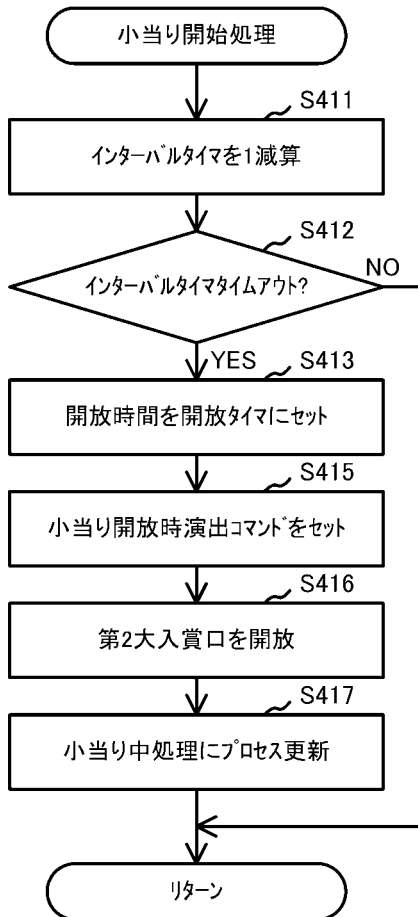 小当り開始処理
S411
インターバルタイマを1減算
S412
インターバルタイマタイムアウト?
NO
YES
S413
開放時間を開放タイマにセット
S415
小当り開放時演出コマンドをセット
S416
第2大入賞口を開放
S417
小当り中処理にプロセス更新
リターン